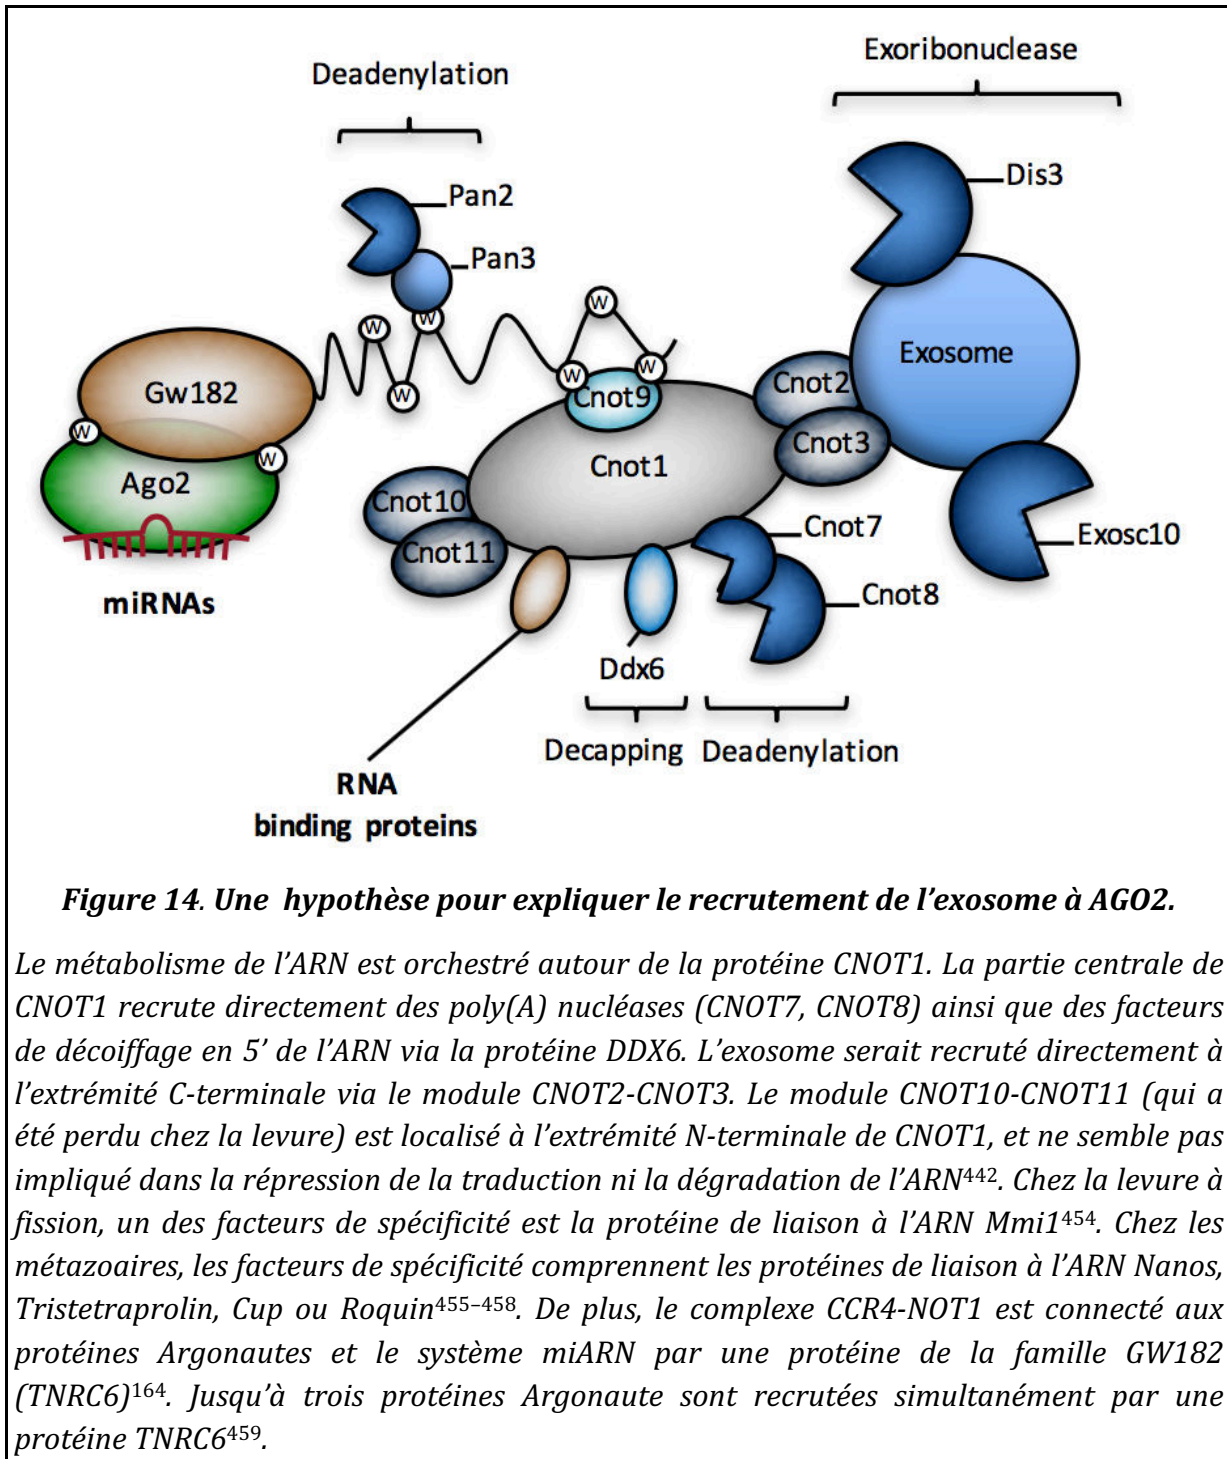 Exoribonuclease
Deadenylation
Dis3
Pan2
Pan3
W
W
W
W
W
W
W
W
Gw182
Ago2
miRNAs
Cnot9
Cnot1
Cnot2
Cnot3
Exosome
Cnot10
Cnot11
Cnot7
Cnot8
Exosc10
Ddx6
Decapping
Deadenylation
RNA
binding proteins
Figure 14. Une hypothèse pour expliquer le recrutement de l’exosome à AGO2.
Le métabolisme de l’ARN est orchestré autour de la protéine CNOT1. La partie centrale de
CNOT1 recrute directement des poly(A) nucléases (CNOT7, CNOT8) ainsi que des facteurs
de décoiffage en 5’ de l’ARN via la protéine DDX6. L’exosome serait recruté directement à
l’extrémité C-terminale via le module CNOT2-CNOT3. Le module CNOT10-CNOT11 (qui a
été perdu chez la levure) est localisé à l’extrémité N-terminale de CNOT1, et ne semble pas
impliqué dans la répression de la traduction ni la dégradation de l’ARN⁴⁴². Chez la levure à
fission, un des facteurs de spécificité est la protéine de liaison à l’ARN Mmi1⁴⁵⁴. Chez les
métazoaires, les facteurs de spécificité comprennent les protéines de liaison à l’ARN Nanos,
Tristetraprolin, Cup ou Roquin⁴⁵⁵⁻⁴⁵⁸. De plus, le complexe CCR4-NOT1 est connecté aux
protéines Argonautes et le système miARN par une protéine de la famille GW182
(TNRC6)¹⁶⁴. Jusqu’à trois protéines Argonaute sont recrutées simultanément par une
protéine TNRC6⁴⁵⁹.